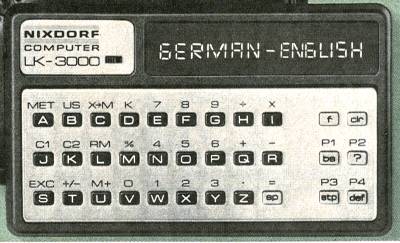 NIXDORF
COMPUTER
LK-3000
GERMAN-ENGLISH
MET US X→M K 7 8 9 ÷ X
A B C D E F G H I f clr
C1 C2 RM % 4 5 6 + - P1 P2
J K L M N O P Q R bs ?
EXC +/- M+ 0 1 2 3 · = P3 P4
S T U V W X Y Z sp stp def